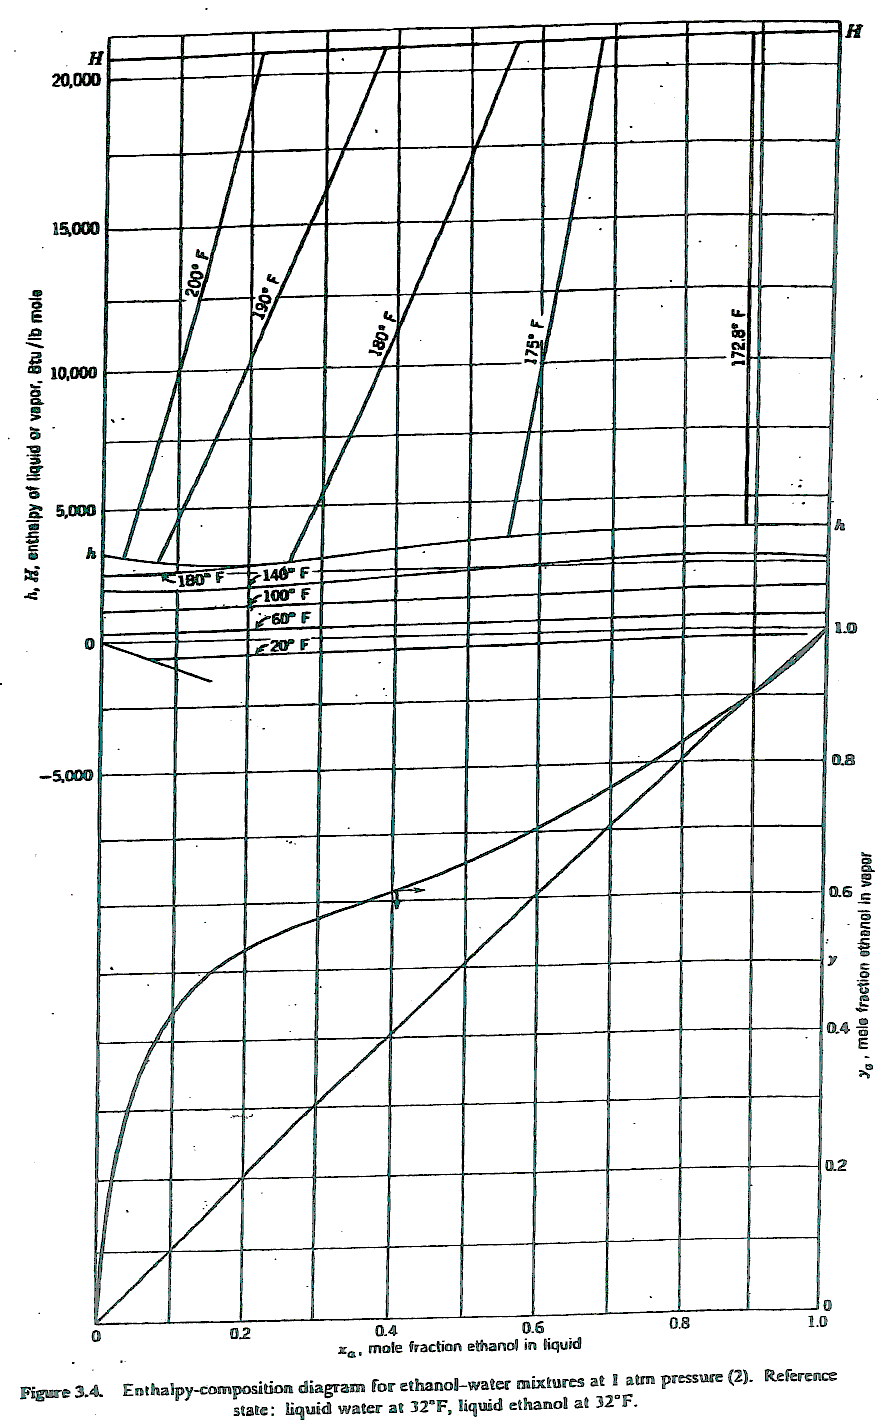 H
H
20,000
15,000
200° F
190° F
180° F
175° F
172.8° F
h, H, enthalpy of liquid or vapor, Btu/lb mole
10,000
5,000
h
h
180° F
140° F
100° F
60° F
20° F
0
1.0
−5,000
0.8
0.6
y
0.4
yₐ, mole fraction ethanol in vapor
0.2
0
0
0.2
0.4
0.6
0.8
1.0
xₐ, mole fraction ethanol in liquid
Figure 3.4. Enthalpy-composition diagram for ethanol–water mixtures at 1 atm pressure (2). Reference
state: liquid water at 32°F, liquid ethanol at 32°F.